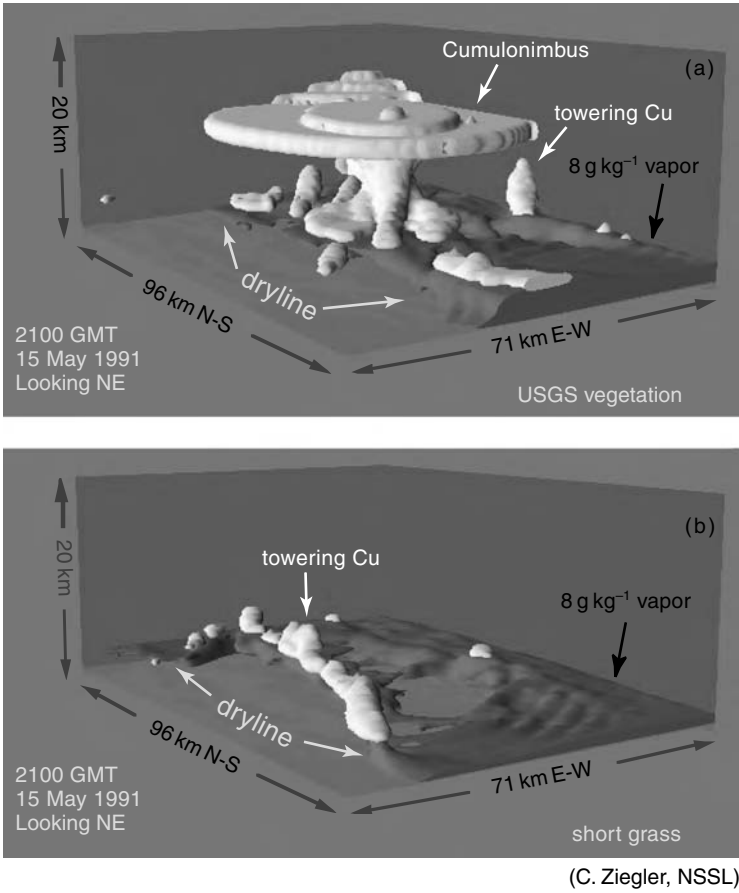 Cumulonimbus
(a)
towering Cu
20 km
8 g kg⁻¹ vapor
dryline
96 km N-S
71 km E-W
2100 GMT
15 May 1991
Looking NE
USGS vegetation
(b)
towering Cu
20 km
8 g kg⁻¹ vapor
dryline
96 km N-S
71 km E-W
2100 GMT
15 May 1991
Looking NE
short grass
(C. Ziegler, NSSL)